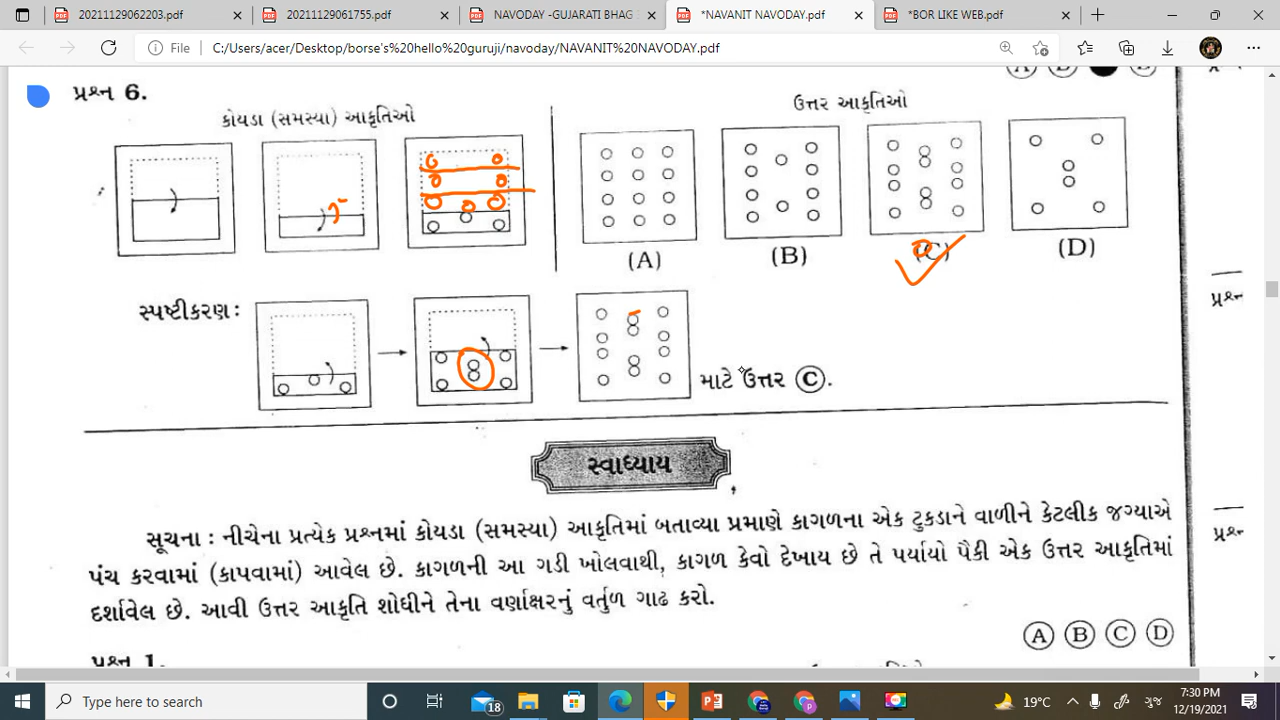 20211129062203.pdf
20211129061755.pdf
NAVODAY -GUJARATI BHAG
*NAVANIT NAVODAY.pdf
*BOR LIKE WEB.pdf
File
C:/Users/acer/Desktop/borse's%20hello%20guruji/navoday/NAVANIT%20NAVODAY.pdf
પ્રશ્ન 6.
કોયડા (સમસ્યા) આકૃતિઓ
ઉત્તર આકૃતિઓ
(A)
(B)
(C)
(D)
સ્પષ્ટીકરણ:
માટે ઉત્તર C.
સ્વાધ્યાય
સૂચના : નીચેના પ્રત્યેક પ્રશ્નમાં કોયડા (સમસ્યા) આકૃતિમાં બતાવ્યા પ્રમાણે કાગળના એક ટુકડાને વાળીને કેટલીક જગ્યાએ
પંચ કરવામાં (કાપવામાં) આવેલ છે. કાગળની આ ગડી ખોલવાથી, કાગળ કેવો દેખાય છે તે પર્યાયો પૈકી એક ઉત્તર આકૃતિમાં
દર્શાવેલ છે. આવી ઉત્તર આકૃતિ શોધીને તેના વર્ણાક્ષરનું વર્તુળ ગાઢ કરો.
A B C D
પ્રશ્ન 1.
પ્રશ્ન
પ્રશ્ન
Type here to search
18
19°C
ગુજ
7:30 PM
12/19/2021